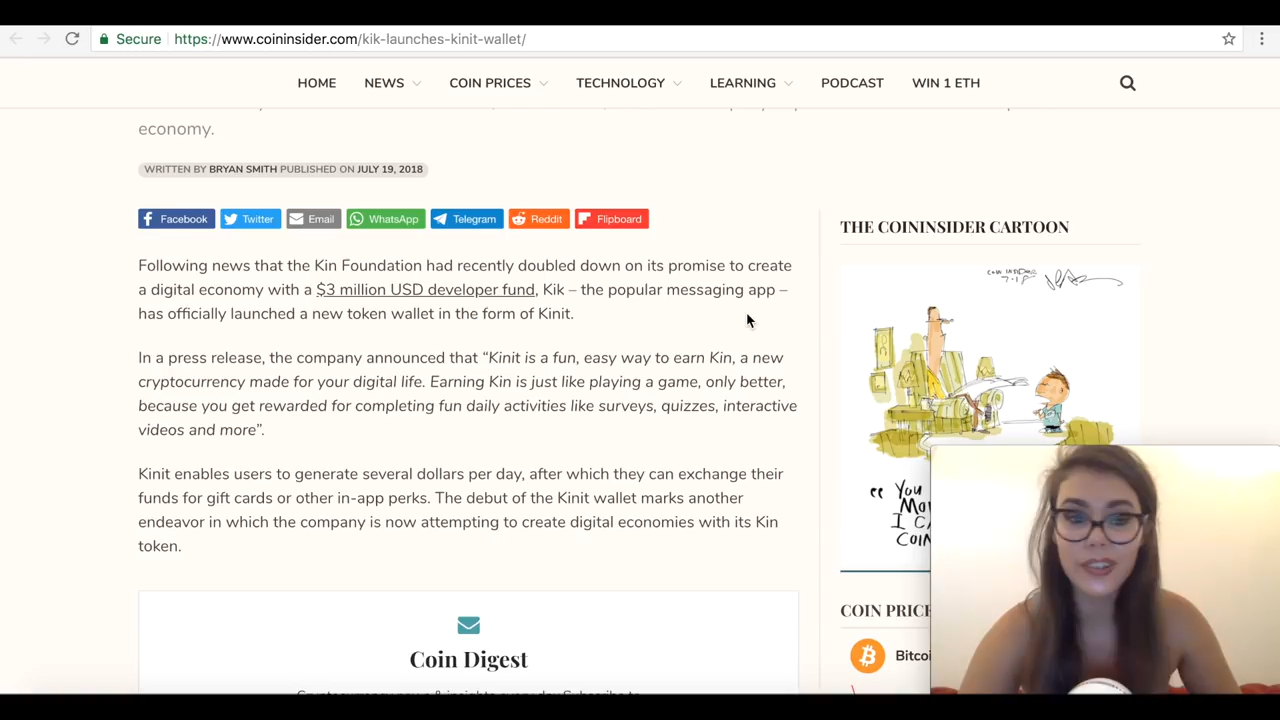 Secure https://www.coininsider.com/kik-launches-kinit-wallet/
HOME NEWS COIN PRICES TECHNOLOGY LEARNING PODCAST WIN 1 ETH
economy.
WRITTEN BY BRYAN SMITH PUBLISHED ON JULY 19, 2018
Facebook Twitter Email WhatsApp Telegram Reddit Flipboard
Following news that the Kin Foundation had recently doubled down on its promise to create
a digital economy with a $3 million USD developer fund, Kik – the popular messaging app –
has officially launched a new token wallet in the form of Kinit.
In a press release, the company announced that “Kinit is a fun, easy way to earn Kin, a new
cryptocurrency made for your digital life. Earning Kin is just like playing a game, only better,
because you get rewarded for completing fun daily activities like surveys, quizzes, interactive
videos and more”.
Kinit enables users to generate several dollars per day, after which they can exchange their
funds for gift cards or other in-app perks. The debut of the Kinit wallet marks another
endeavor in which the company is now attempting to create digital economies with its Kin
token.
Coin Digest
THE COININSIDER CARTOON
COIN INSIDER
7-18
“ You
I
COIN
COIN PRICE
Bitcoi